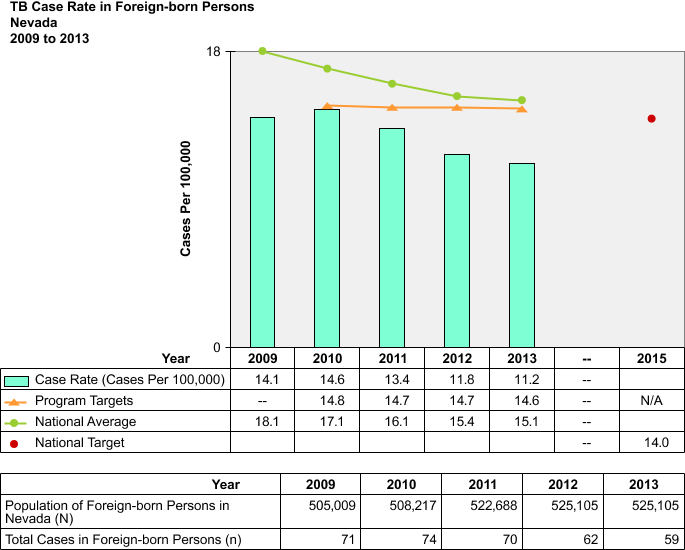 TB Case Rate in Foreign-born Persons
Nevada
2009 to 2013
18
Cases Per 100,000
0
Year 2009 2010 2011 2012 2013 -- 2015
Case Rate (Cases Per 100,000) 14.1 14.6 13.4 11.8 11.2 --
Program Targets -- 14.8 14.7 14.7 14.6 -- N/A
National Average 18.1 17.1 16.1 15.4 15.1 --
National Target -- 14.0
Year 2009 2010 2011 2012 2013
Population of Foreign-born Persons in 505,009 508,217 522,688 525,105 525,105
Nevada (N)
Total Cases in Foreign-born Persons (n) 71 74 70 62 59